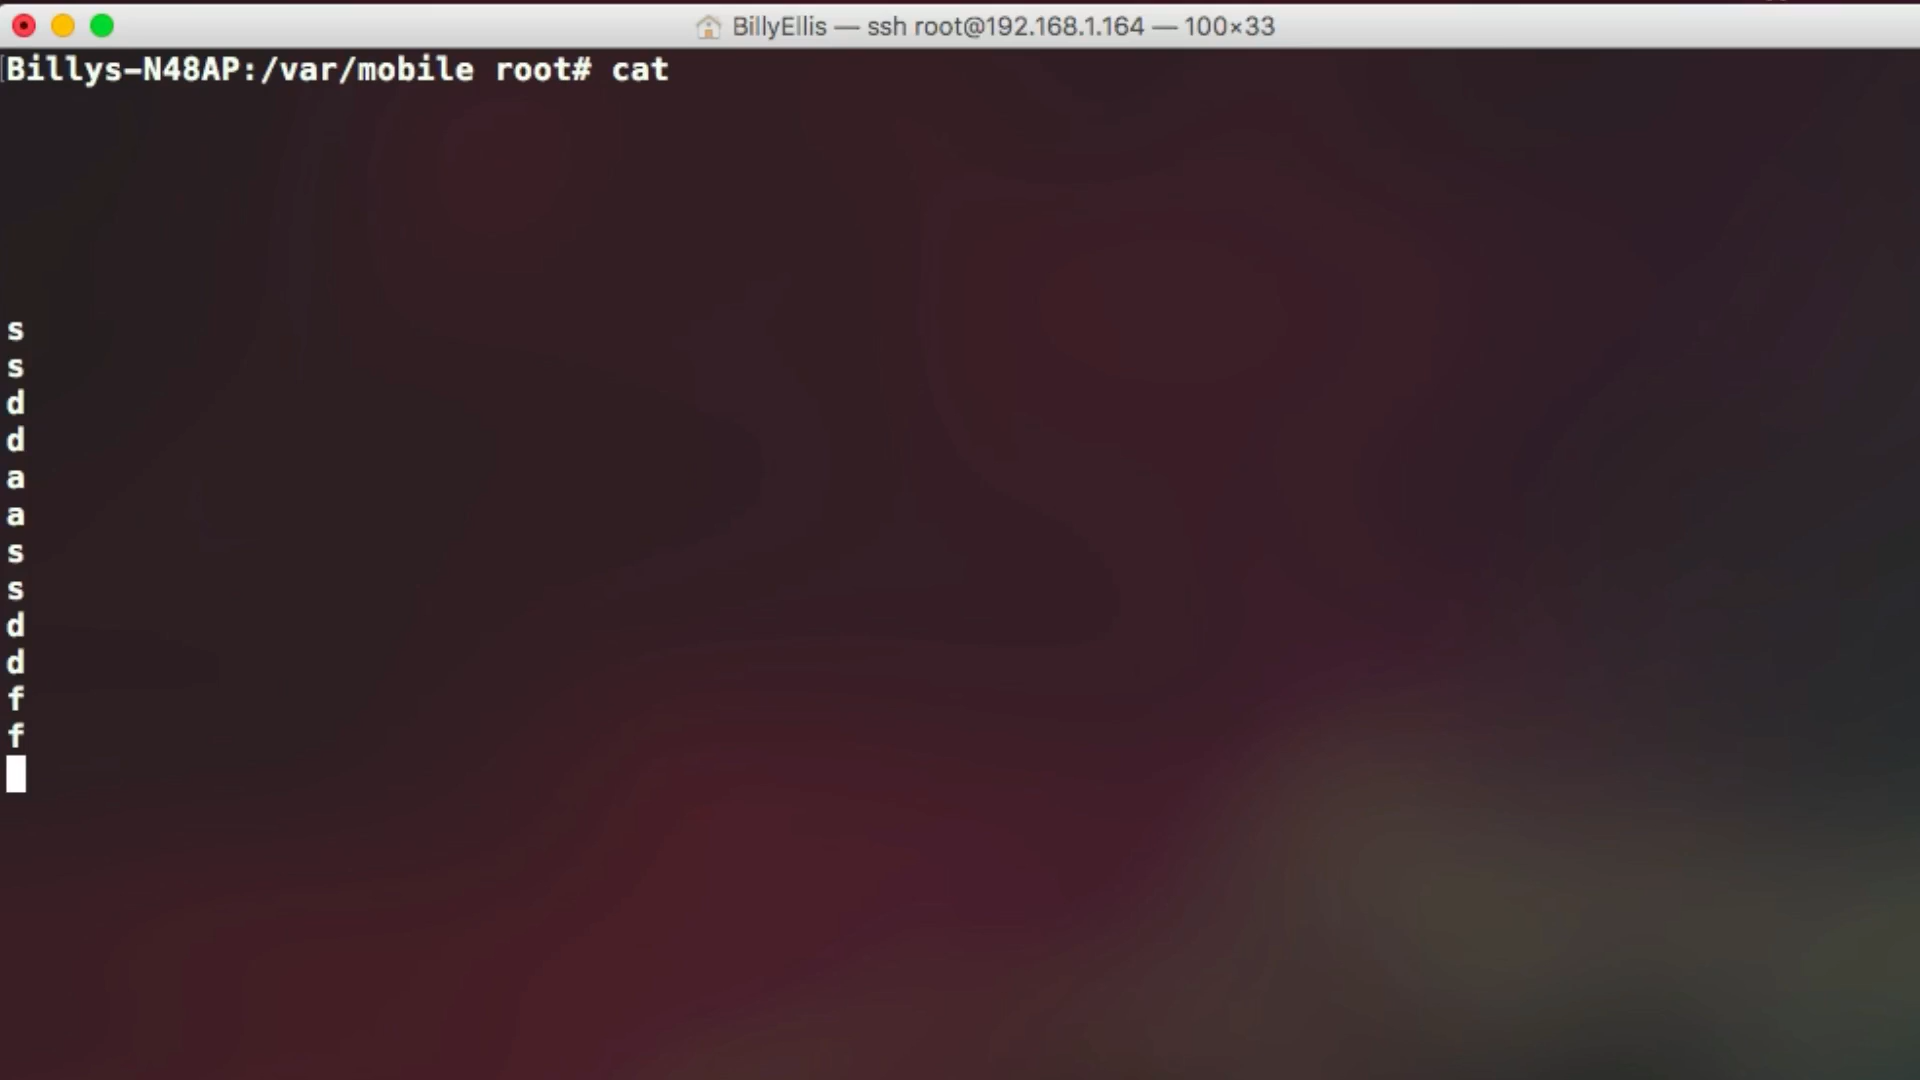 BillyEllis — ssh root@192.168.1.164 — 100×33
Billys-N48AP:/var/mobile root# cat
s
s
d
d
a
a
s
s
d
d
f
f